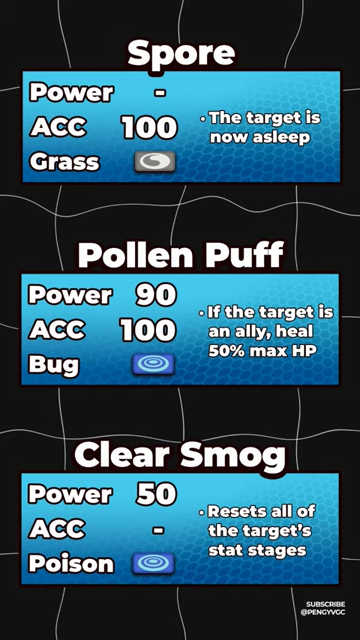 Spore
Power -
ACC 100
Grass
· The target is
now asleep
Pollen Puff
Power 90
ACC 100
Bug
· If the target is
an ally, heal
50% max HP
Clear Smog
Power 50
ACC -
Poison
· Resets all of
the target's
stat stages
SUBSCRIBE
@PENGYVGC